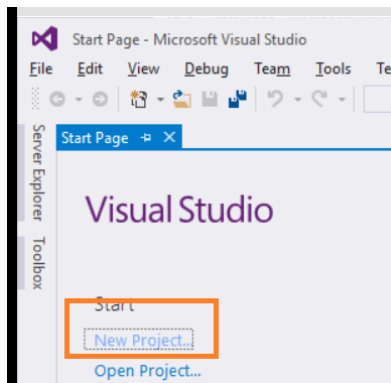 Start Page - Microsoft Visual Studio
File Edit View Debug Team Tools Te
Start Page
Server Explorer
Toolbox
Visual Studio
Start
New Project...
Open Project...